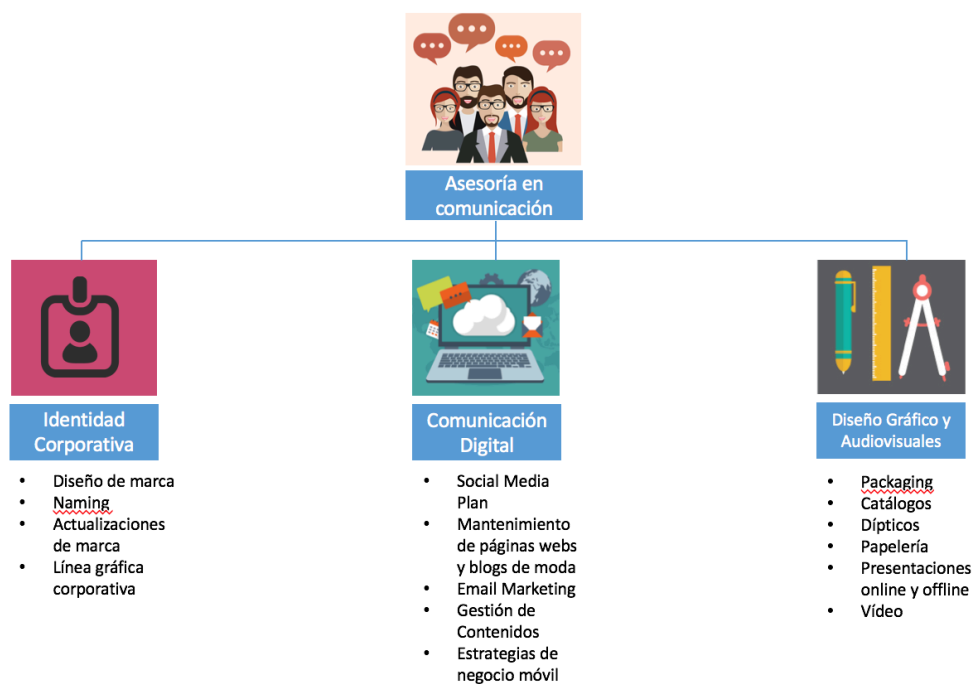 Asesoría en
comunicación
Identidad
Corporativa
• Diseño de marca
• Naming
• Actualizaciones
de marca
• Línea gráfica
corporativa
Comunicación
Digital
• Social Media
Plan
• Mantenimiento
de páginas webs
y blogs de moda
• Email Marketing
• Gestión de
Contenidos
• Estrategias de
negocio móvil
Diseño Gráfico y
Audiovisuales
• Packaging
• Catálogos
• Dípticos
• Papelería
• Presentaciones
online y offline
• Vídeo